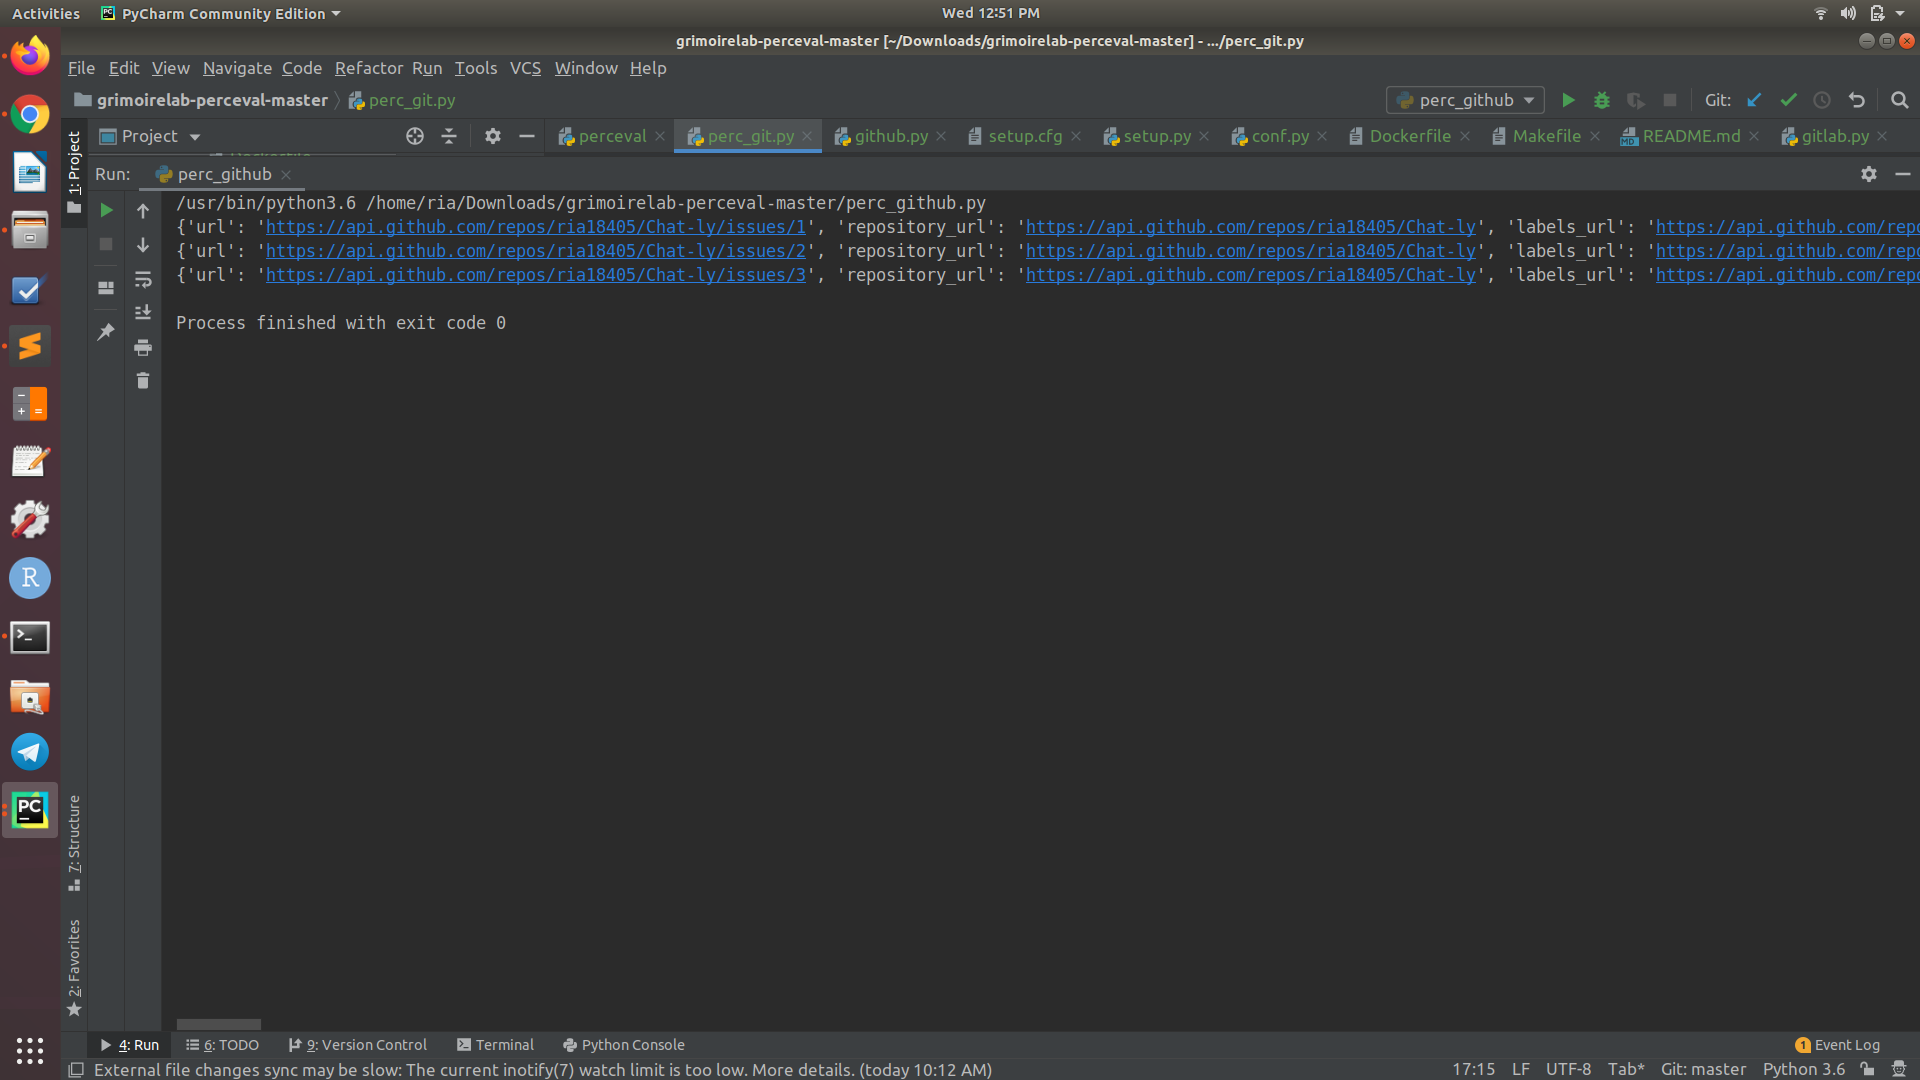 Activities PyCharm Community Edition Wed 12:51 PM
grimoirelab-perceval-master [~/Downloads/grimoirelab-perceval-master] - .../perc_git.py
File Edit View Navigate Code Refactor Run Tools VCS Window Help
grimoirelab-perceval-master perc_git.py perc_github Git:
Project perceval perc_git.py github.py setup.cfg setup.py conf.py Dockerfile Makefile README.md gitlab.py
1: Project
Run: perc_github
/usr/bin/python3.6 /home/ria/Downloads/grimoirelab-perceval-master/perc_github.py
{'url': 'https://api.github.com/repos/ria18405/Chat-ly/issues/1', 'repository_url': 'https://api.github.com/repos/ria18405/Chat-ly', 'labels_url': 'https://api.github.com/repo
{'url': 'https://api.github.com/repos/ria18405/Chat-ly/issues/2', 'repository_url': 'https://api.github.com/repos/ria18405/Chat-ly', 'labels_url': 'https://api.github.com/repo
{'url': 'https://api.github.com/repos/ria18405/Chat-ly/issues/3', 'repository_url': 'https://api.github.com/repos/ria18405/Chat-ly', 'labels_url': 'https://api.github.com/repo
Process finished with exit code 0
7: Structure
2: Favorites
4: Run 6: TODO 9: Version Control Terminal Python Console 1 Event Log
External file changes sync may be slow: The current inotify(7) watch limit is too low. More details. (today 10:12 AM) 17:15 LF UTF-8 Tab* Git: master Python 3.6